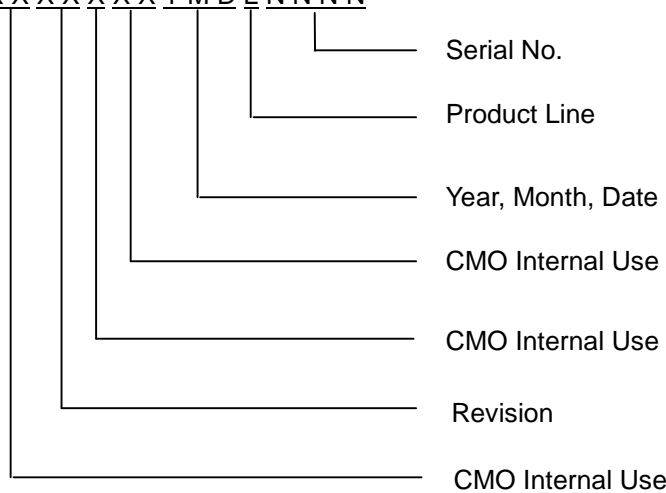 X X X X X X Y M D L N N N N
Serial No.
Product Line
Year, Month, Date
CMO Internal Use
CMO Internal Use
Revision
CMO Internal Use